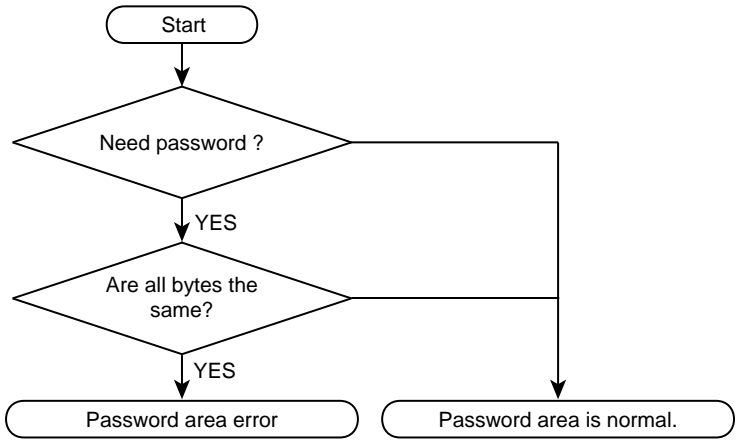 Start
Need password ?
YES
Are all bytes the
same?
YES
Password area error
Password area is normal.